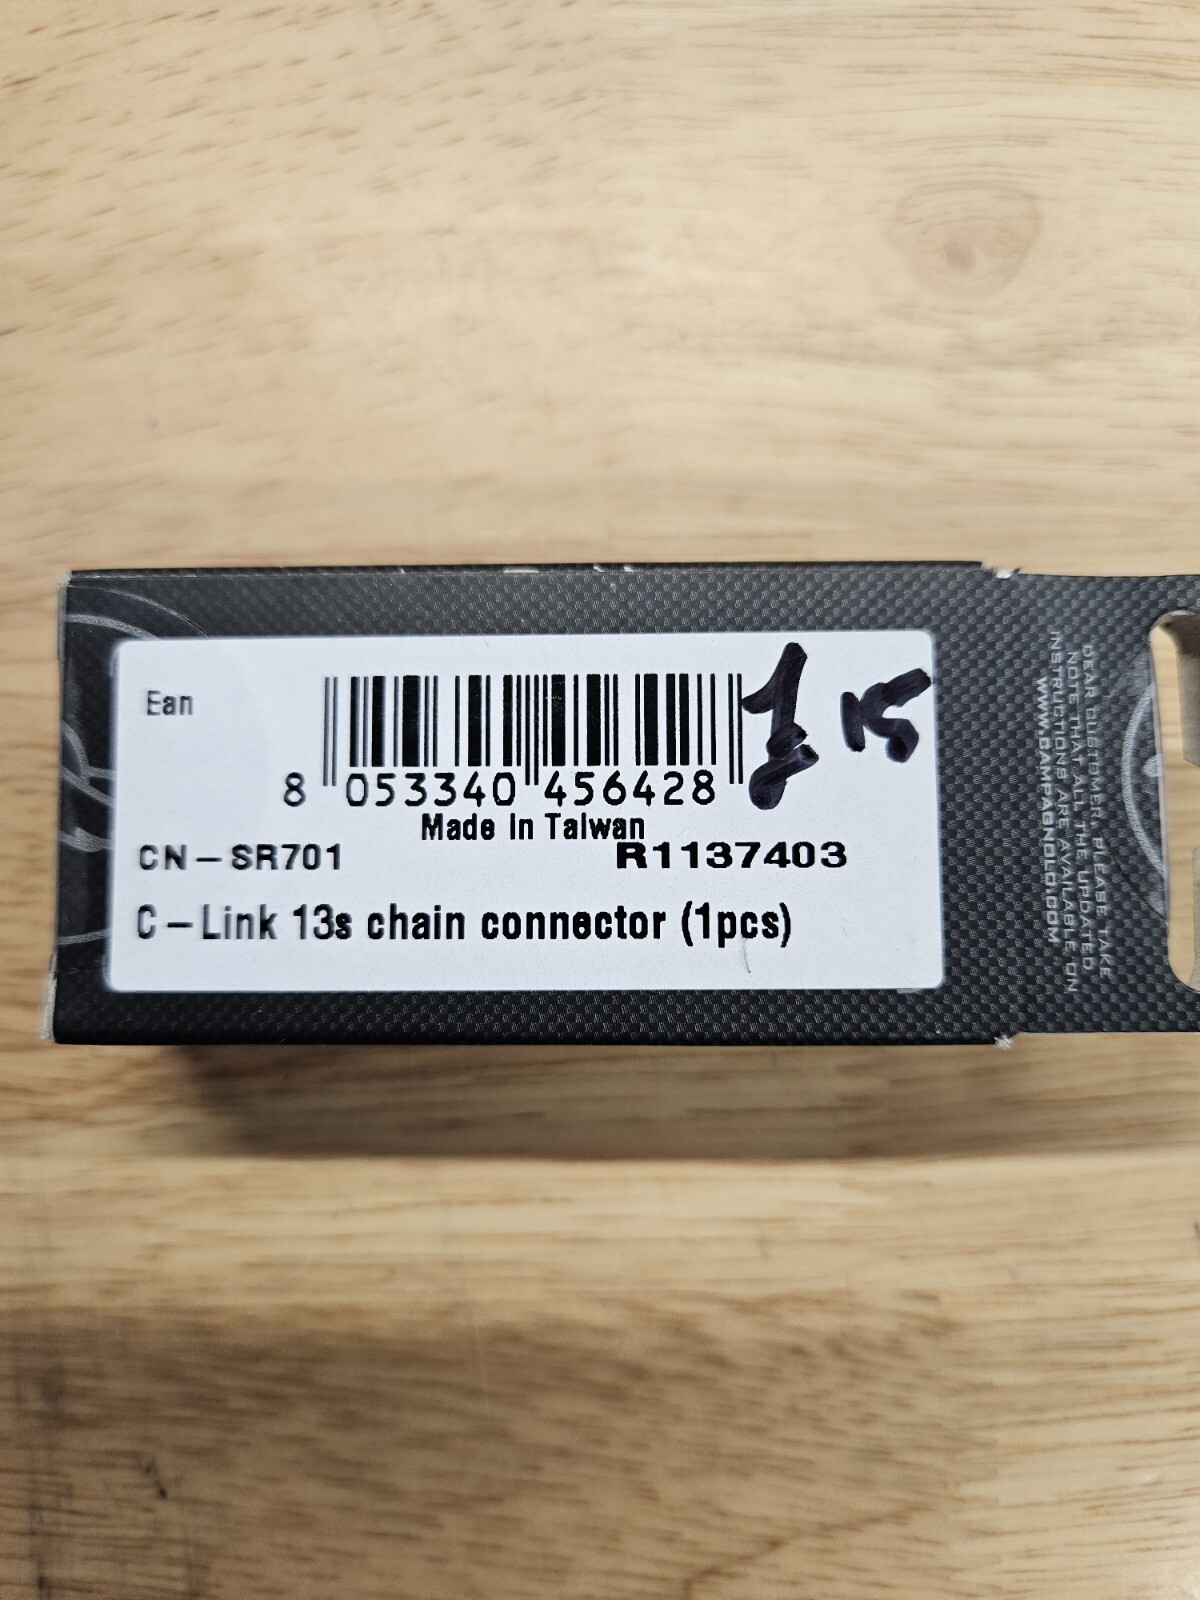 Ean
8 053340 456428
Made in Taiwan
CN-SR701 R1137403
C-Link 13s chain connector (1pcs)
15
DEAR CUSTOMER, PLEASE TAKE
NOTE THAT ALL THE UPDATED
INSTRUCTIONS ARE AVAILABLE ON
WWW.CAMPAGNOLO.COM